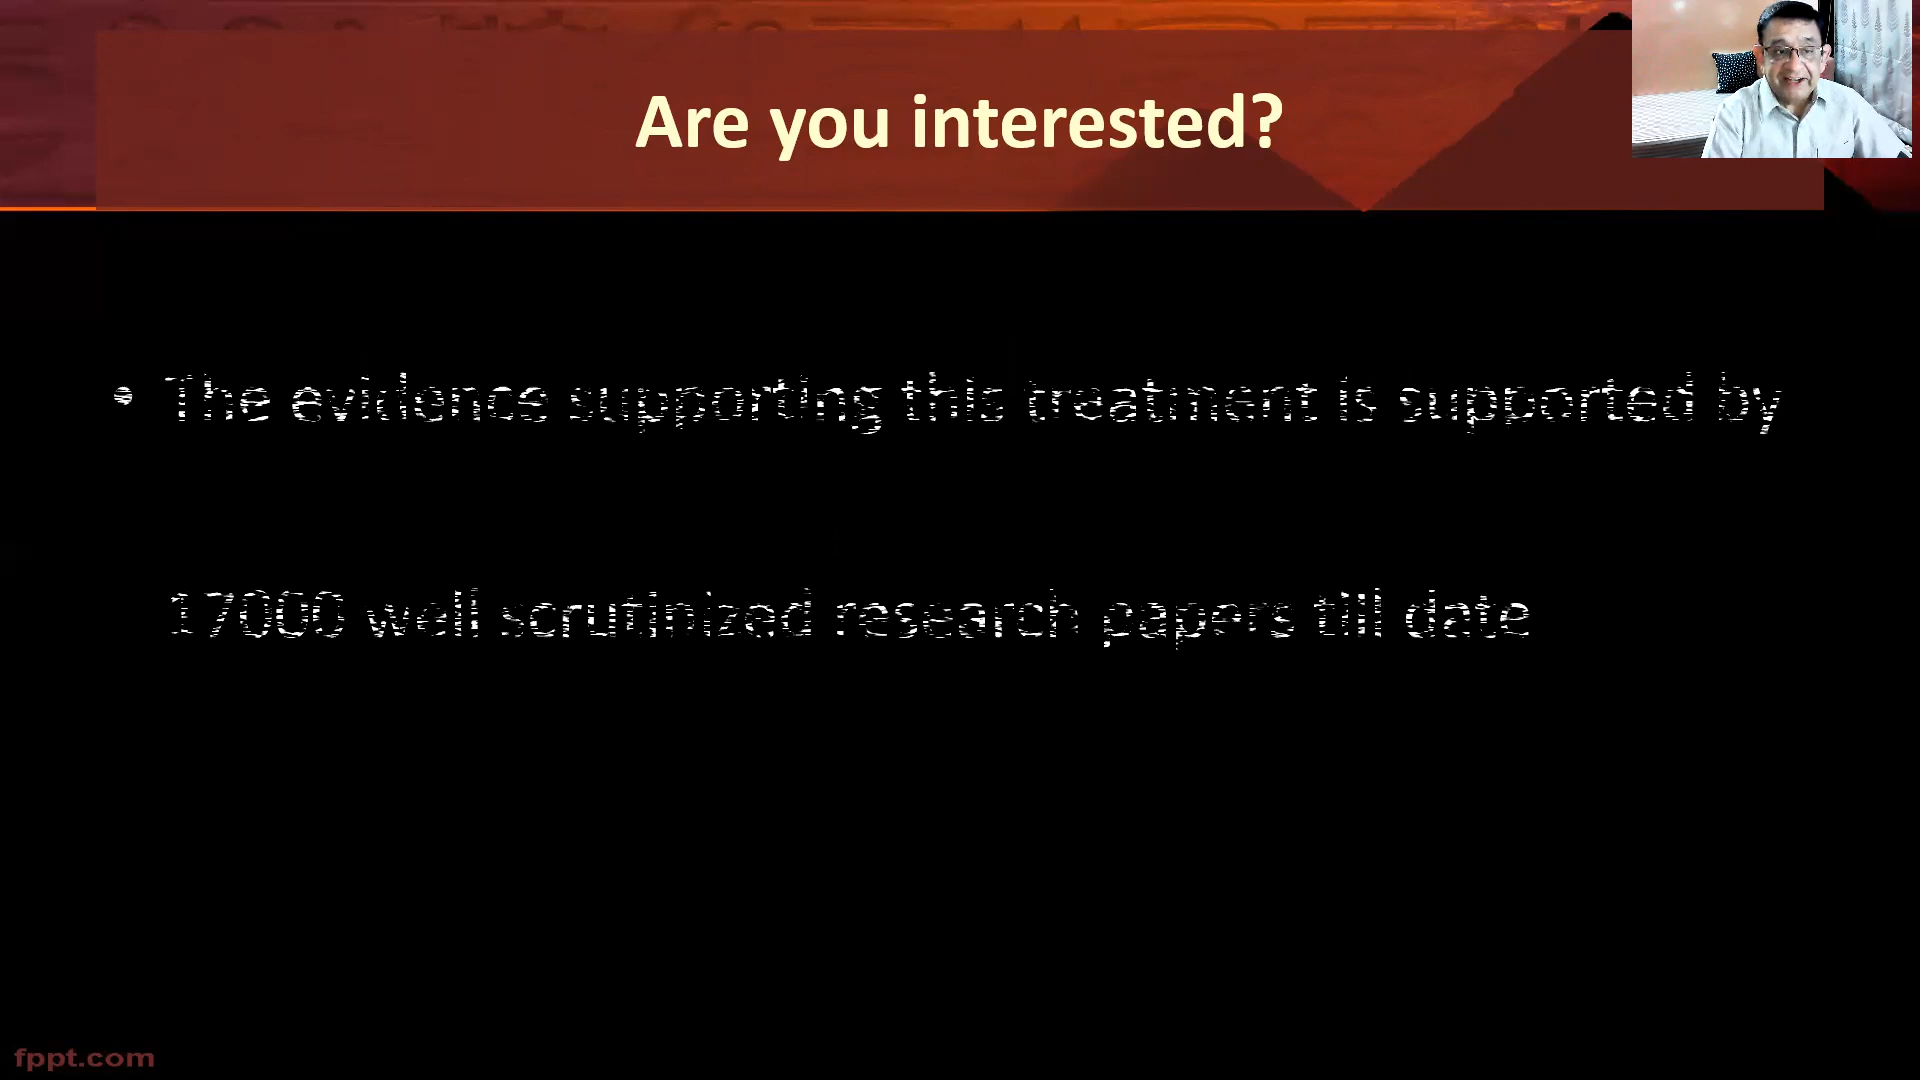 Are you interested?
• The evidence supporting this treatment is supported by
17000 well scrutinized research papers till date
fppt.com